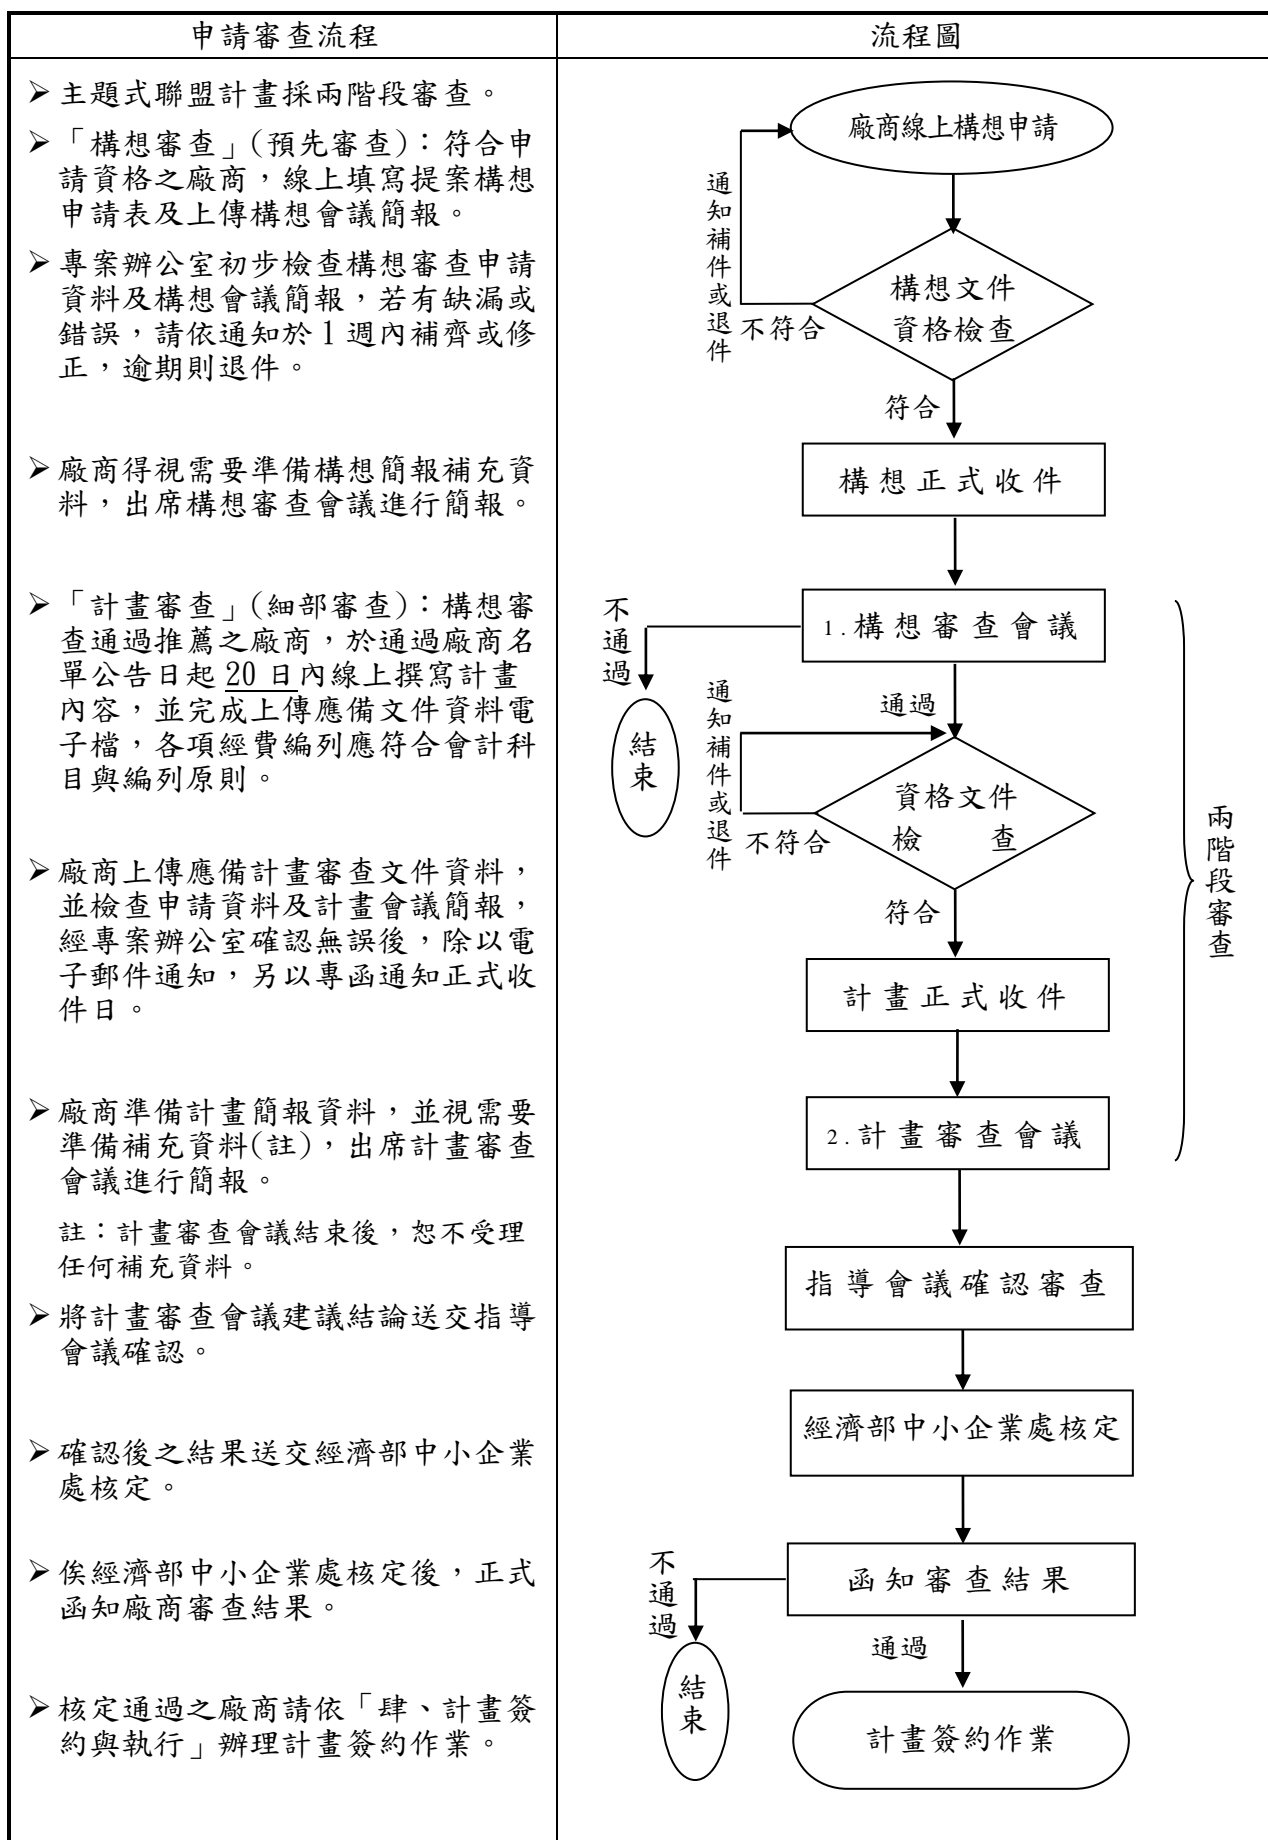 申請審查流程
流程圖
➢主題式聯盟計畫採兩階段審查。
➢「構想審查」(預先審查)：符合申
請資格之廠商，線上填寫提案構想
申請表及上傳構想會議簡報。
➢專案辦公室初步檢查構想審查申請
資料及構想會議簡報，若有缺漏或
錯誤，請依通知於1週內補齊或修
正，逾期則退件。
➢廠商得視需要準備構想簡報補充資
料，出席構想審查會議進行簡報。
➢「計畫審查」(細部審查)：構想審
查通過推薦之廠商，於通過廠商名
單公告日起 20 日內線上撰寫計畫
內容，並完成上傳應備文件資料電
子檔，各項經費編列應符合會計科
目與編列原則。
➢廠商上傳應備計畫審查文件資料，
並檢查申請資料及計畫會議簡報，
經專案辦公室確認無誤後，除以電
子郵件通知，另以專函通知正式收
件日。
➢廠商準備計畫簡報資料，並視需要
準備補充資料(註)，出席計畫審查
會議進行簡報。
註：計畫審查會議結束後，恕不受理
任何補充資料。
➢將計畫審查會議建議結論送交指導
會議確認。
➢確認後之結果送交經濟部中小企業
處核定。
➢俟經濟部中小企業處核定後，正式
函知廠商審查結果。
➢核定通過之廠商請依「肆、計畫簽
約與執行」辦理計畫簽約作業。
廠商線上構想申請
通知補件或退件
構想文件
資格檢查
不符合
符合
構想正式收件
1.構想審查會議
不通過
結束
通過
通知補件或退件
資格文件
檢 查
不符合
符合
計畫正式收件
2.計畫審查會議
兩階段審查
指導會議確認審查
經濟部中小企業處核定
函知審查結果
不通過
結束
通過
計畫簽約作業